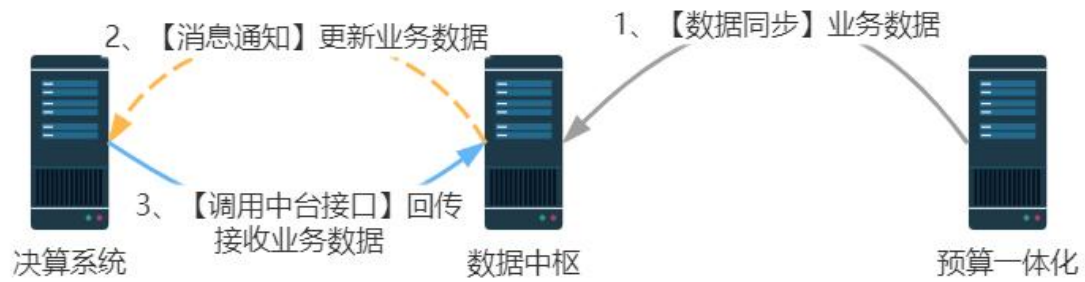 1、【数据同步】业务数据
2、【消息通知】更新业务数据
3、【调用中台接口】回传
接收业务数据
决算系统
数据中枢
预算一体化